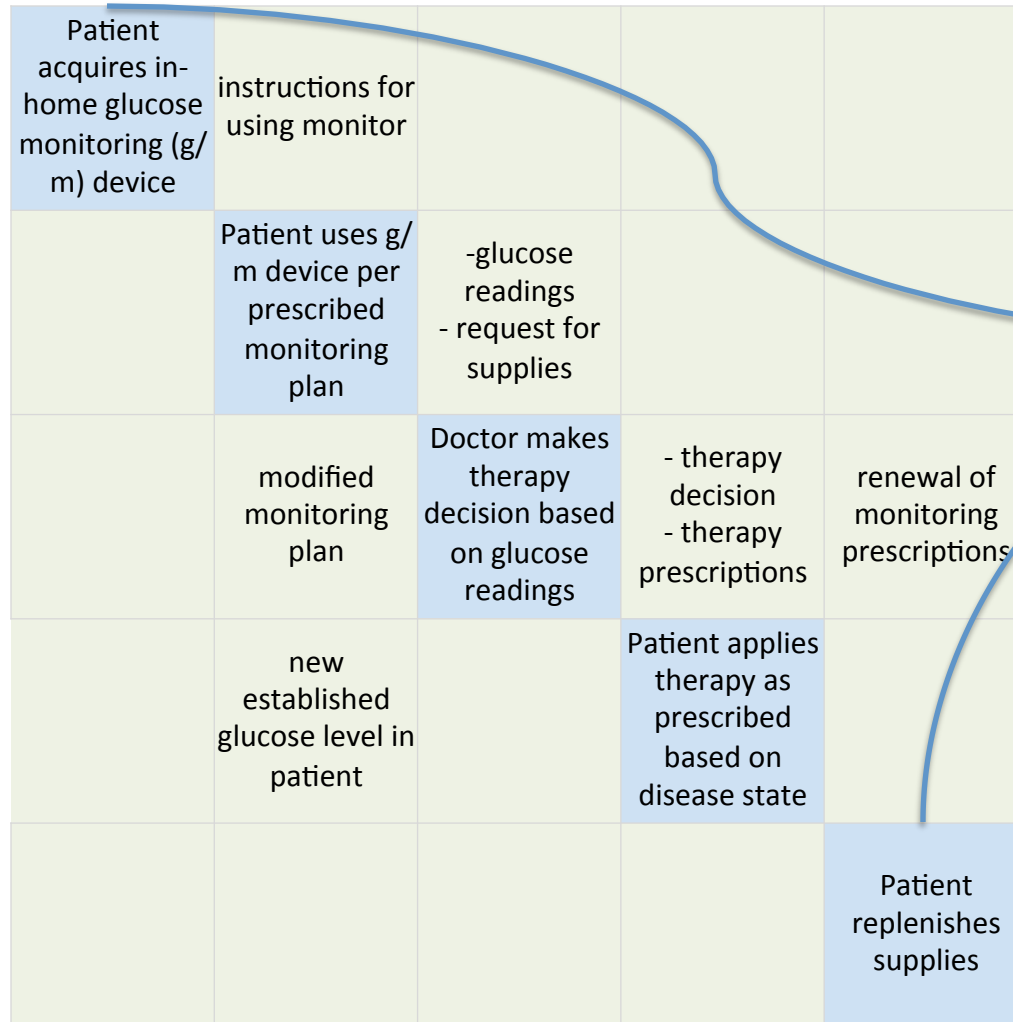 Patient
acquires in-
home glucose
monitoring (g/
m) device
instructions for
using monitor
Patient uses g/
m device per
prescribed
monitoring
plan
-glucose
readings
- request for
supplies
modified
monitoring
plan
Doctor makes
therapy
decision based
on glucose
readings
- therapy
decision
- therapy
prescriptions
renewal of
monitoring
prescriptions
new
established
glucose level in
patient
Patient applies
therapy as
prescribed
based on
disease state
Patient
replenishes
supplies